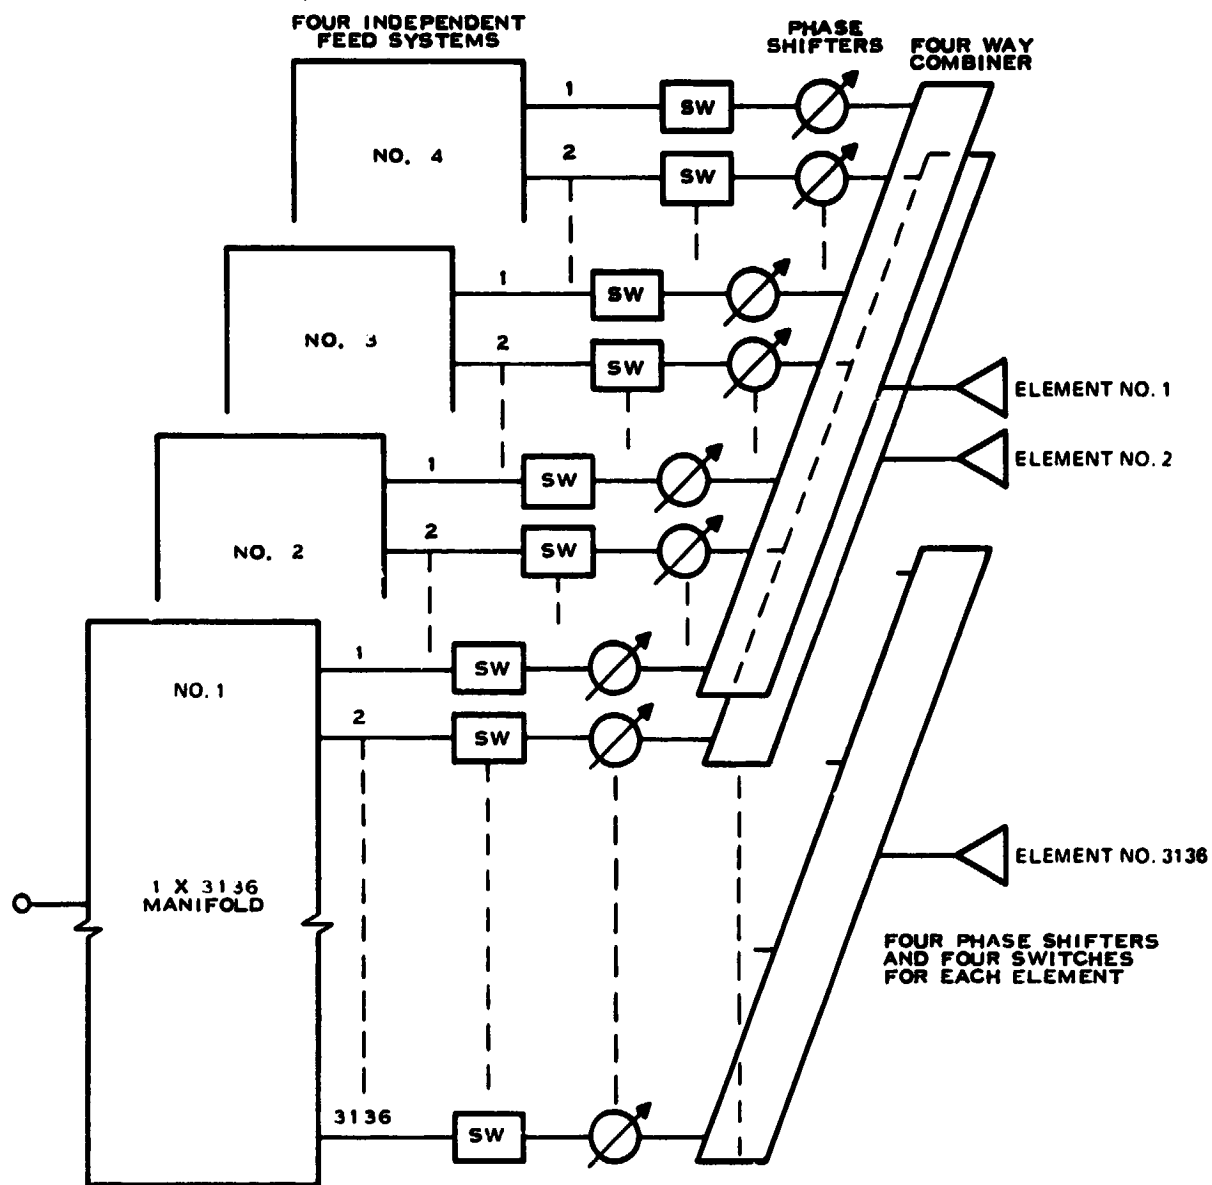 FOUR INDEPENDENT
FEED SYSTEMS
PHASE
SHIFTERS
FOUR WAY
COMBINER
NO. 4
1
SW
2
SW
NO. 3
1
SW
2
SW
ELEMENT NO. 1
ELEMENT NO. 2
NO. 2
1
SW
2
SW
NO. 1
1
SW
2
SW
1 X 3136
MANIFOLD
ELEMENT NO. 3136
FOUR PHASE SHIFTERS
AND FOUR SWITCHES
FOR EACH ELEMENT
3136
SW